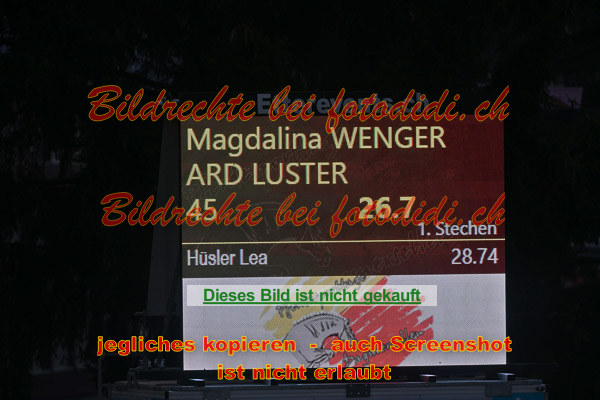 Bildrechte bei fotodidi.ch
Magdalina WENGER
ARD LUSTER
45 26.7
Bildrechte bei fotodidi.ch
1. Stechen
Hüsler Lea 28.74
Dieses Bild ist nicht gekauft
jegliches kopieren - auch Screenshot
ist nicht erlaubt